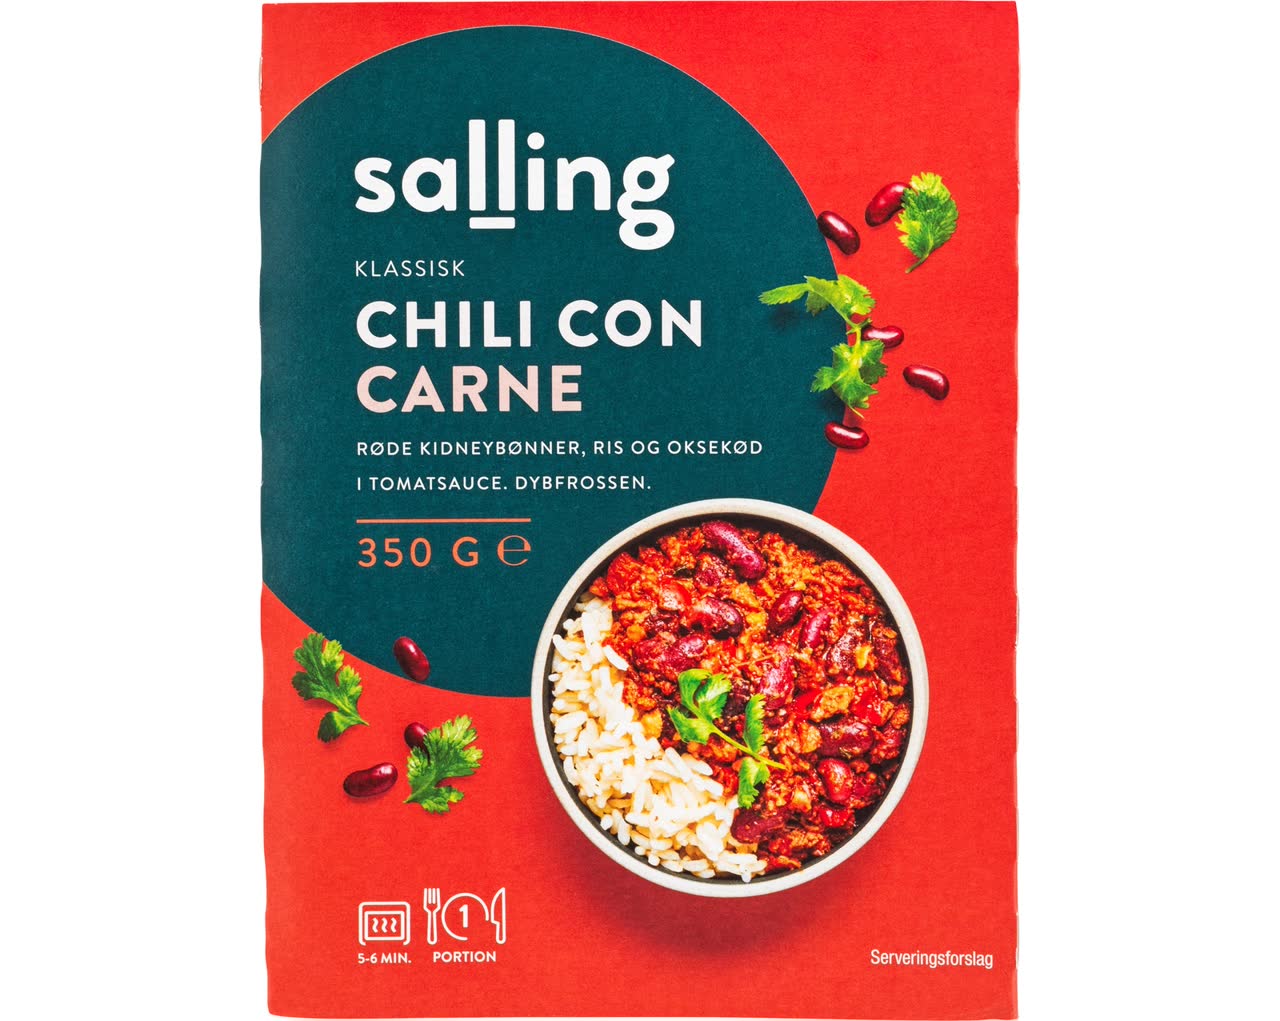 salling
KLASSISK
CHILI CON
CARNE
RØDE KIDNEYBØNNER, RIS OG OKSEKØD
I TOMATSAUCE. DYBFROSSEN.
350 G ℮
1
5-6 MIN. PORTION
Serveringsforslag